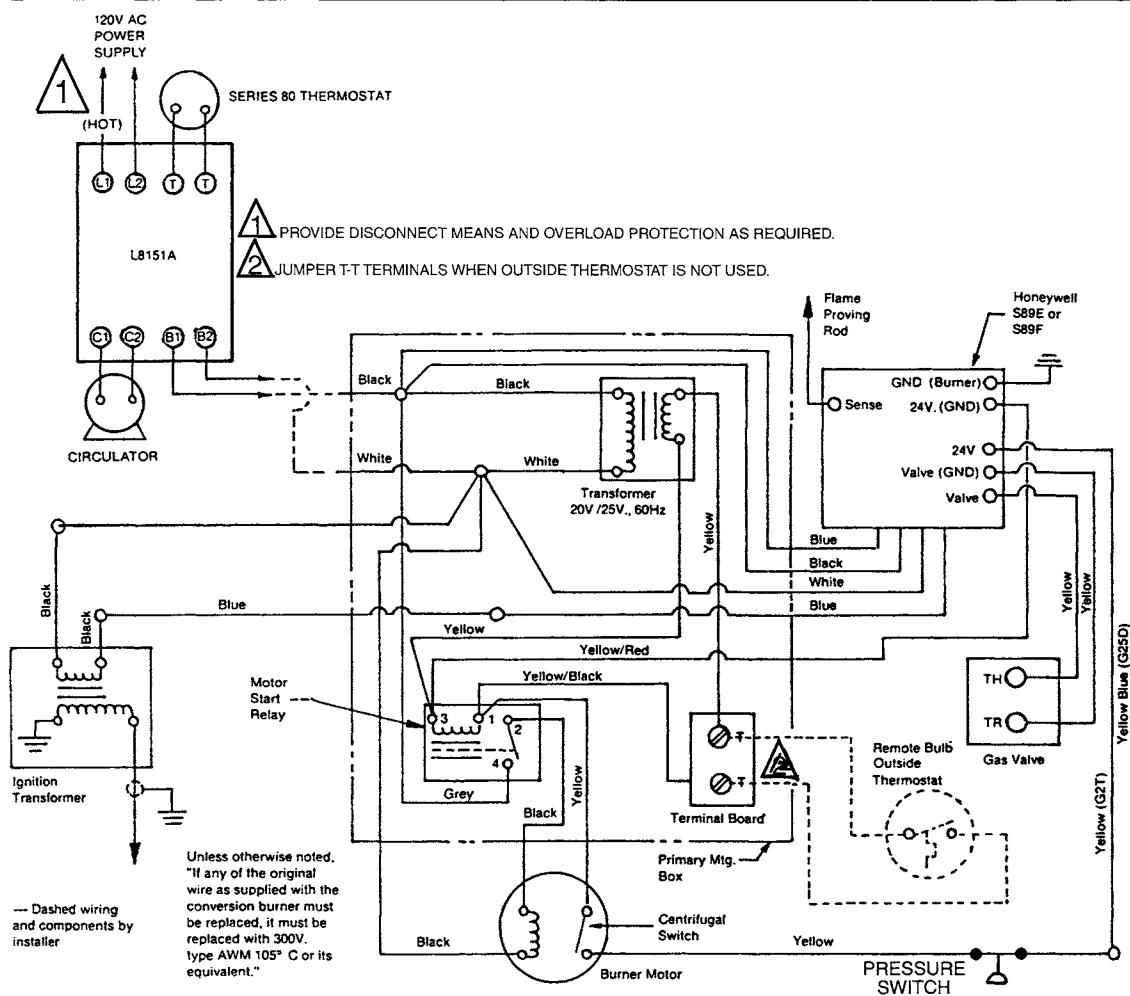 120V AC
POWER
SUPPLY
1
(HOT)
SERIES 80 THERMOSTAT
L1
L2
T
T
L8151A
1
PROVIDE DISCONNECT MEANS AND OVERLOAD PROTECTION AS REQUIRED.
2
JUMPER T-T TERMINALS WHEN OUTSIDE THERMOSTAT IS NOT USED.
C1
C2
B1
B2
CIRCULATOR
Flame
Proving
Rod
Honeywell
S89E or
S89F
GND (Burner)
Sense
24V. (GND)
24V
Valve (GND)
Valve
Black
Black
White
White
Transformer
20V /25V., 60Hz
Yellow
Blue
Black
White
Blue
Black
Black
Blue
Yellow
Yellow/Red
Yellow/Black
Yellow
Yellow
Yellow Blue (G25D)
Yellow (G2T)
Motor
Start
Relay
3
1
2
4
Grey
Black
Yellow
TH
TR
Gas Valve
T
T
2
Terminal Board
Remote Bulb
Outside
Thermostat
Ignition
Transformer
Primary Mtg.
Box
Unless otherwise noted,
"If any of the original
wire as supplied with the
conversion burner must
be replaced, it must be
replaced with 300V.
type AWM 105° C or its
equivalent."
— Dashed wiring
and components by
installer
Black
Centrifugal
Switch
Burner Motor
Yellow
PRESSURE
SWITCH